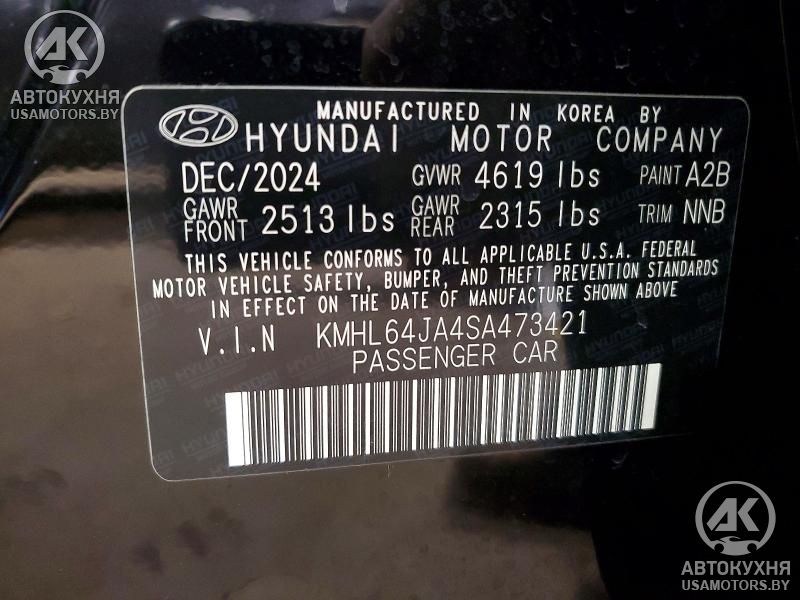 АК
АВТОКУХНЯ
USAMOTORS.BY
MANUFACTURED IN KOREA BY
HYUNDAI MOTOR COMPANY
DEC/2024 GVWR 4619 lbs PAINT A2B
GAWR FRONT 2513 lbs GAWR REAR 2315 lbs TRIM NNB
THIS VEHICLE CONFORMS TO ALL APPLICABLE U.S.A. FEDERAL
MOTOR VEHICLE SAFETY, BUMPER, AND THEFT PREVENTION STANDARDS
IN EFFECT ON THE DATE OF MANUFACTURE SHOWN ABOVE
V.I.N KMHL64JA4SA473421
PASSENGER CAR
АК
АВТОКУХНЯ
USAMOTORS.BY